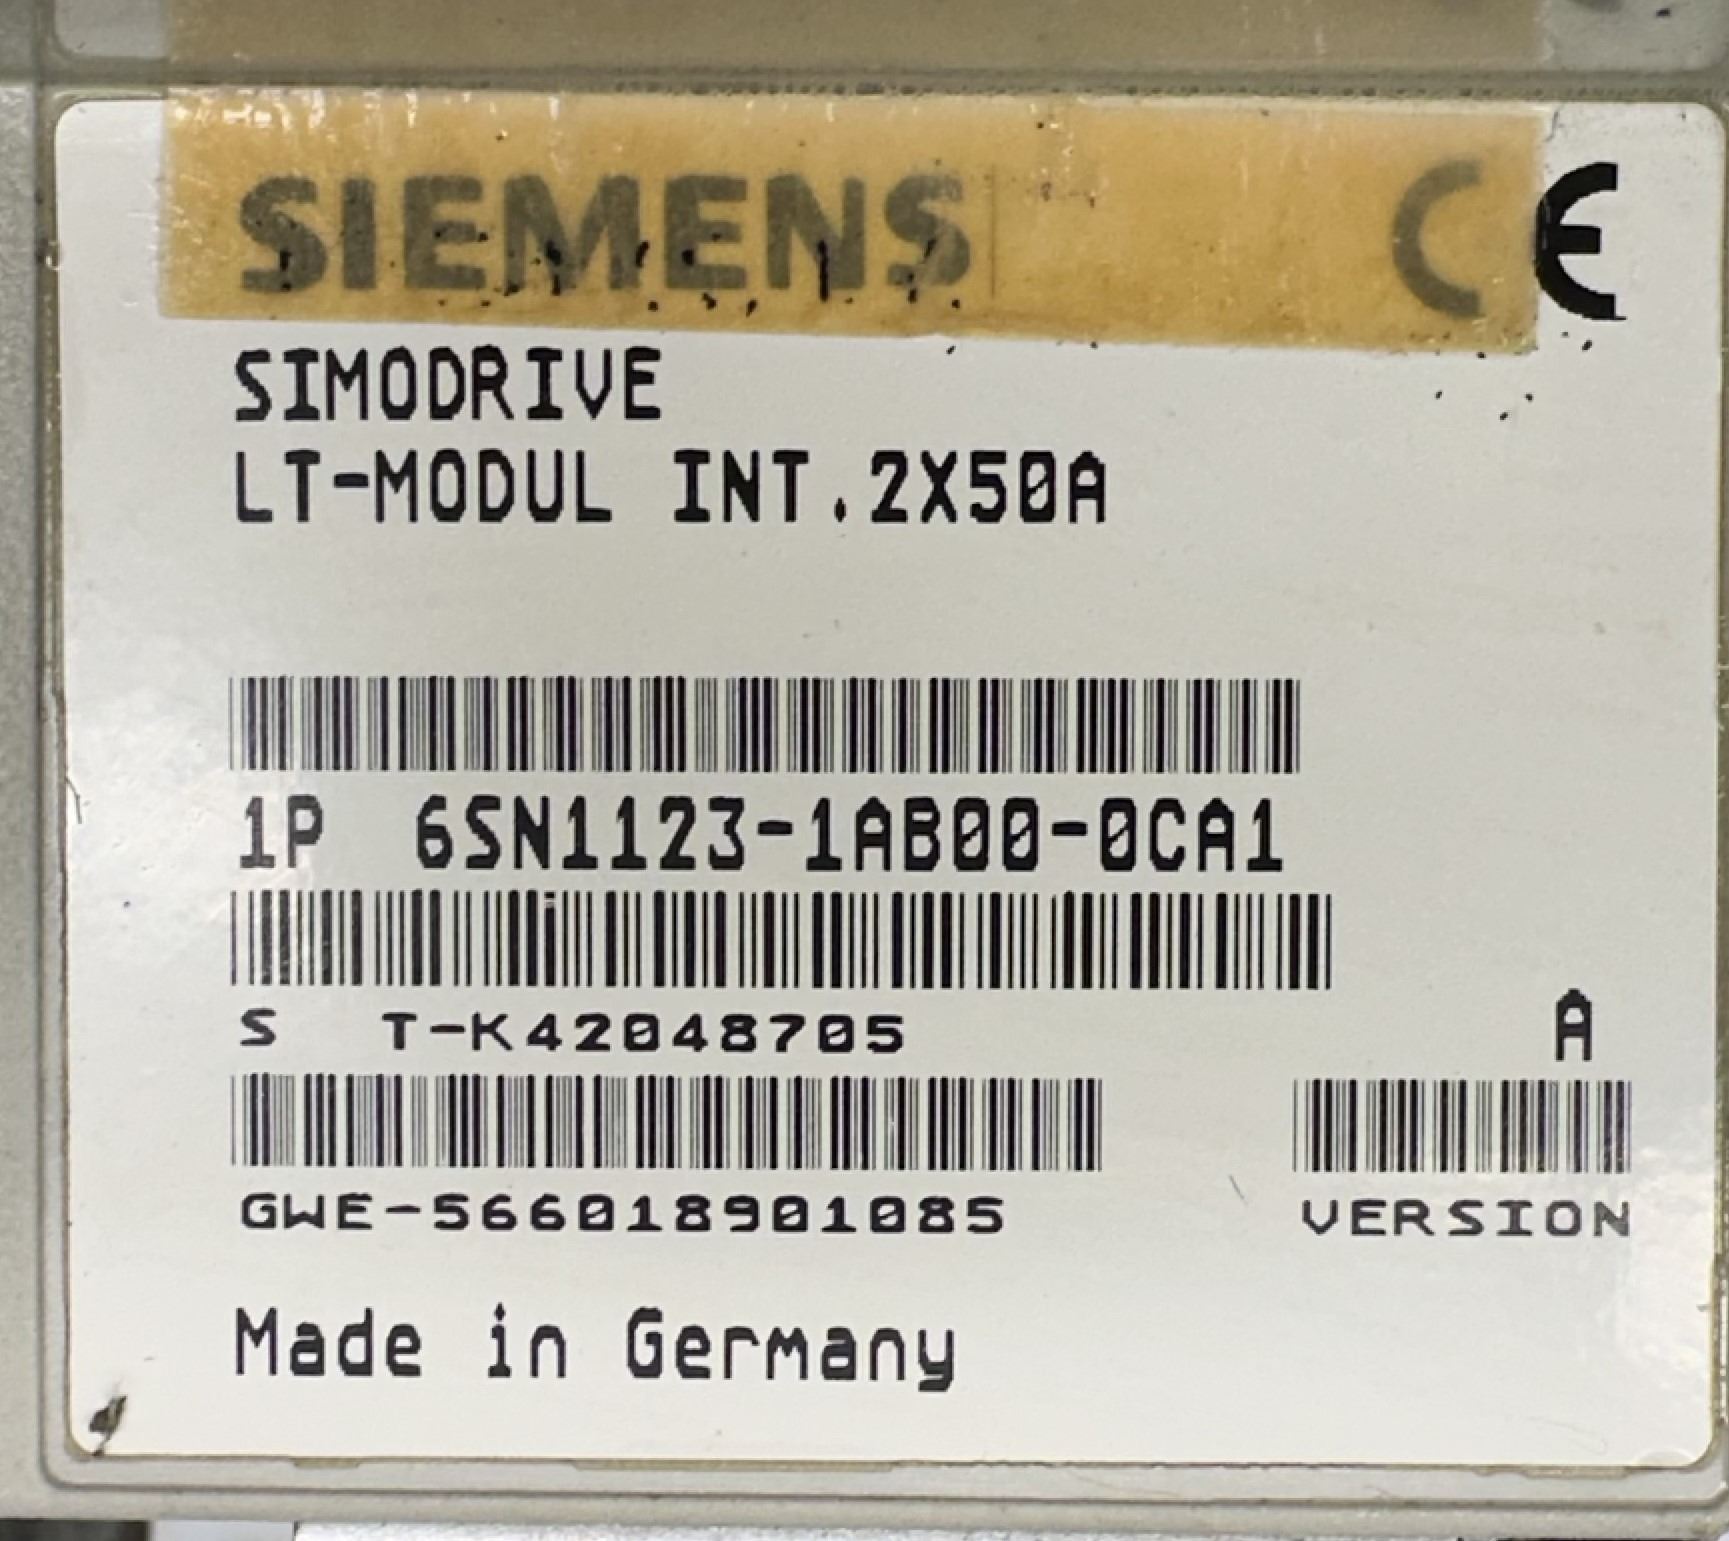 SIEMENS CE
SIMODRIVE
LT-MODUL INT.2X50A
1P 6SN1123-1AB00-0CA1
S T-K42048705
A
GWE-566018901085
VERSION
Made in Germany